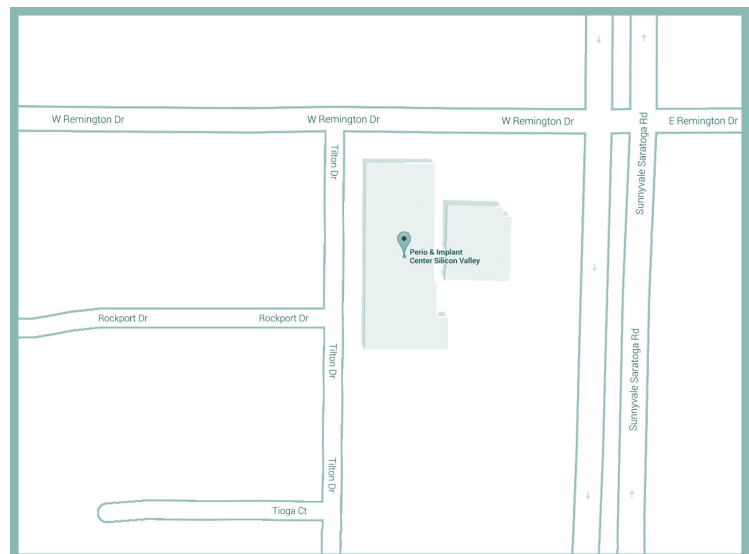 W Remington Dr
W Remington Dr
W Remington Dr
E Remington Dr
Tilton Dr
Sunnyvale Saratoga Rd
Perio & Implant
Center Silicon Valley
Rockport Dr
Rockport Dr
Tilton Dr
Sunnyvale Saratoga Rd
Tilton Dr
Tioga Ct